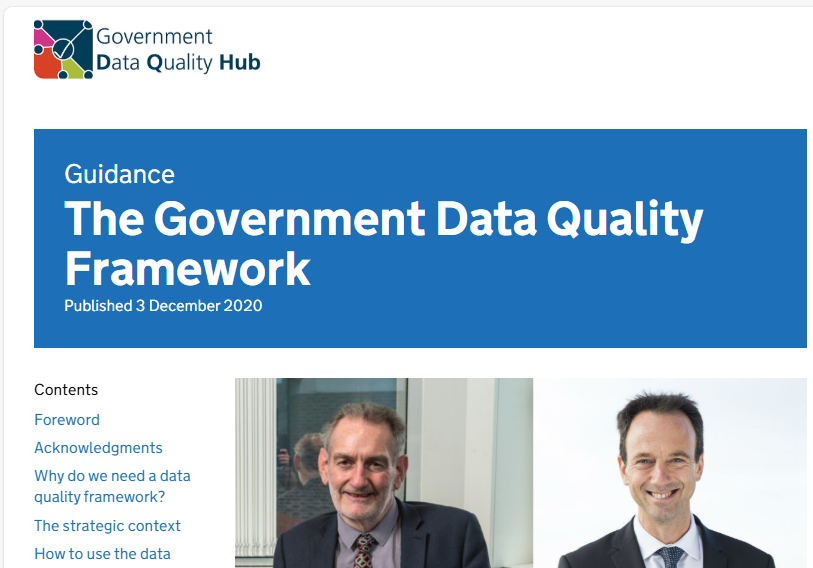 Government
Data Quality Hub
Guidance
The Government Data Quality
Framework
Published 3 December 2020
Contents
Foreword
Acknowledgments
Why do we need a data
quality framework?
The strategic context
How to use the data